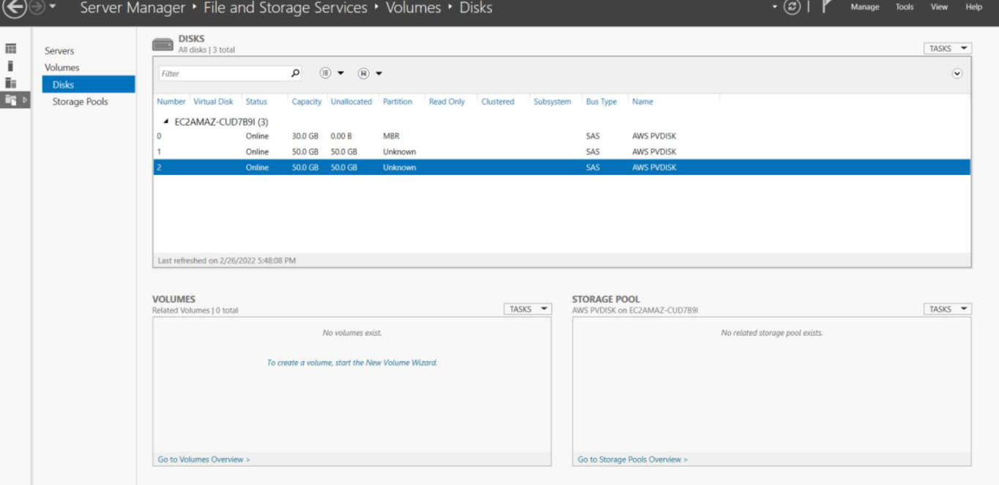 Server Manager ‣ File and Storage Services ‣ Volumes ‣ Disks
Manage Tools View Help
Servers
Volumes
Disks
Storage Pools
DISKS
All disks | 3 total
TASKS
Filter
Number Virtual Disk Status Capacity Unallocated Partition Read Only Clustered Subsystem Bus Type Name
EC2AMAZ-CUD7B9I (3)
0 Online 30.0 GB 0.00 B MBR SAS AWS PVDISK
1 Online 50.0 GB 50.0 GB Unknown SAS AWS PVDISK
2 Online 50.0 GB 50.0 GB Unknown SAS AWS PVDISK
Last refreshed on 2/26/2022 5:48:08 PM
VOLUMES
Related Volumes | 0 total
TASKS
No volumes exist.
To create a volume, start the New Volume Wizard.
Go to Volumes Overview >
STORAGE POOL
AWS PVDISK on EC2AMAZ-CUD7B9I
TASKS
No related storage pool exists.
Go to Storage Pools Overview >